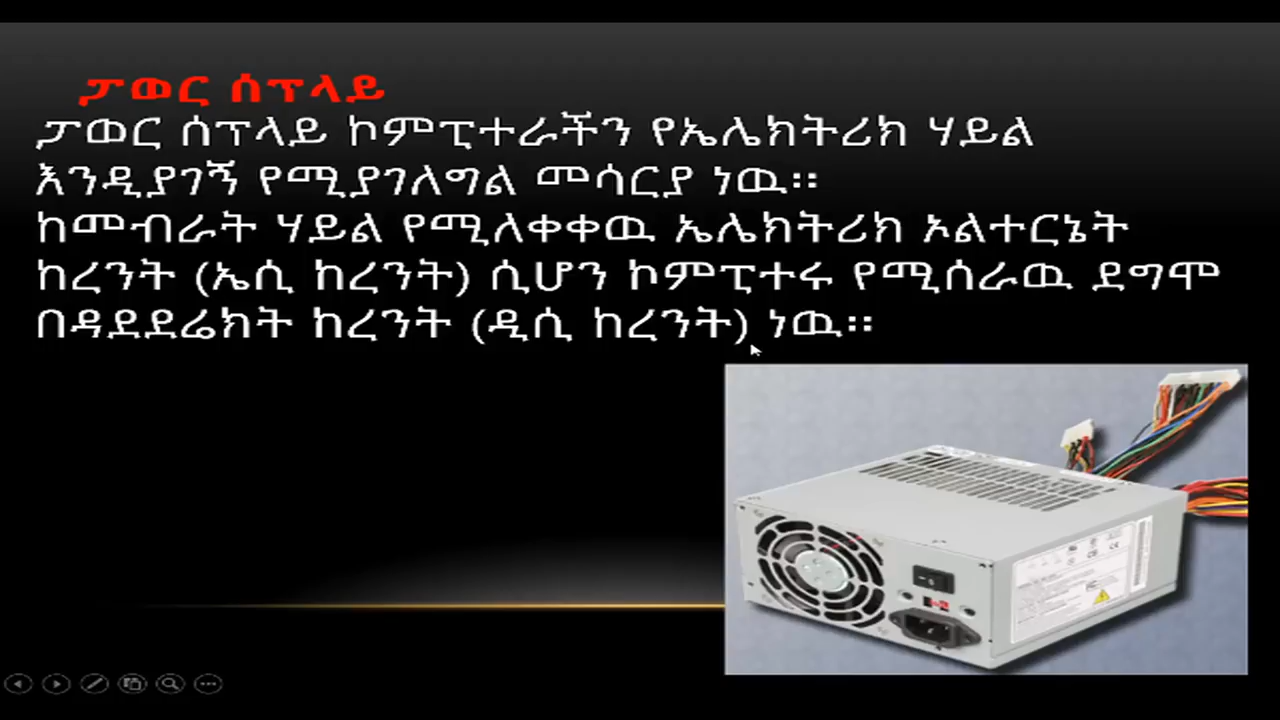 ፓወር ሰፕላይ
ፓወር ሰፕላይ ኮምፒተራችን የኤሌክትሪክ ሃይል
እንዲያገኝ የሚያገለግል መሳርያ ነዉ።
ከመብራት ሃይል የሚለቀቀዉ ኤሌክትሪክ ኦልተርኔት
ከረንት (ኤሲ ከረንት) ሲሆን ኮምፒተሩ የሚሰራዉ ደግሞ
በዳይደይሬክት ከረንት (ዲሲ ከረንት) ነዉ።